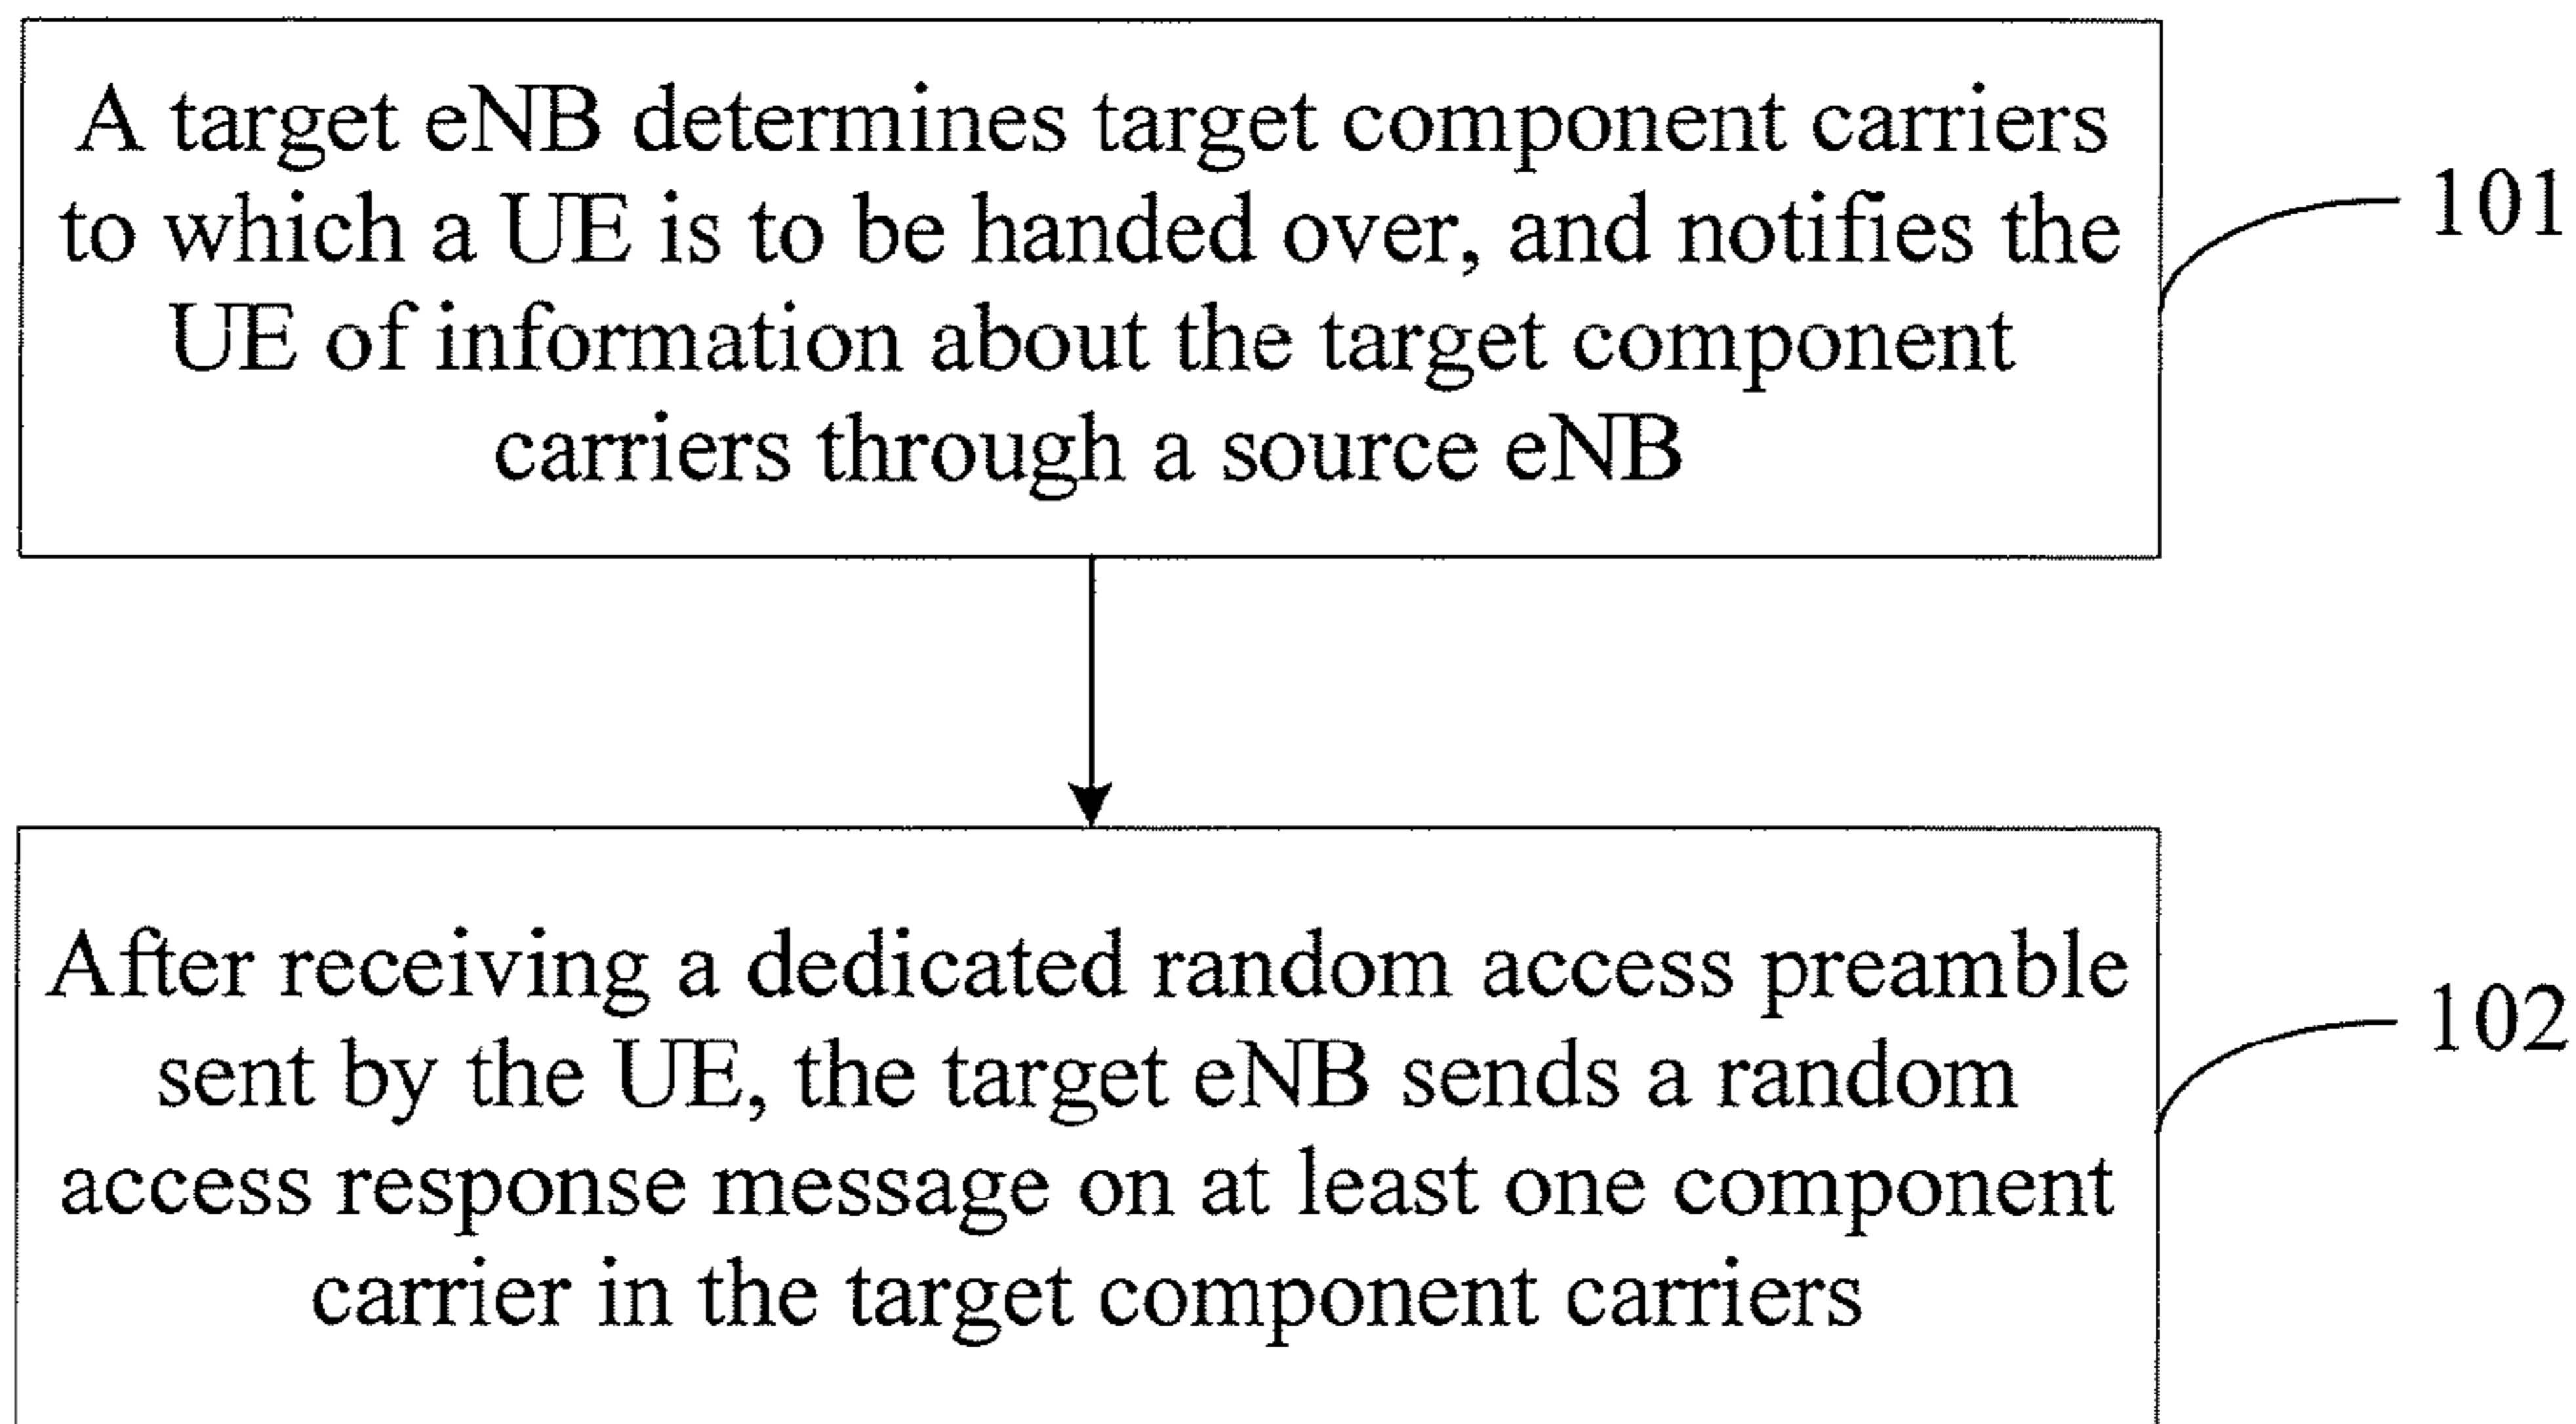 A target eNB determines target component carriers
to which a UE is to be handed over, and notifies the
UE of information about the target component
carriers through a source eNB
101
After receiving a dedicated random access preamble
sent by the UE, the target eNB sends a random
access response message on at least one component
carrier in the target component carriers
102